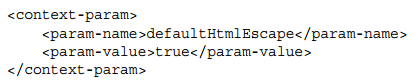 <context-param>
    <param-name>defaultHtmlEscape</param-name>
    <param-value>true</param-value>
</context-param>